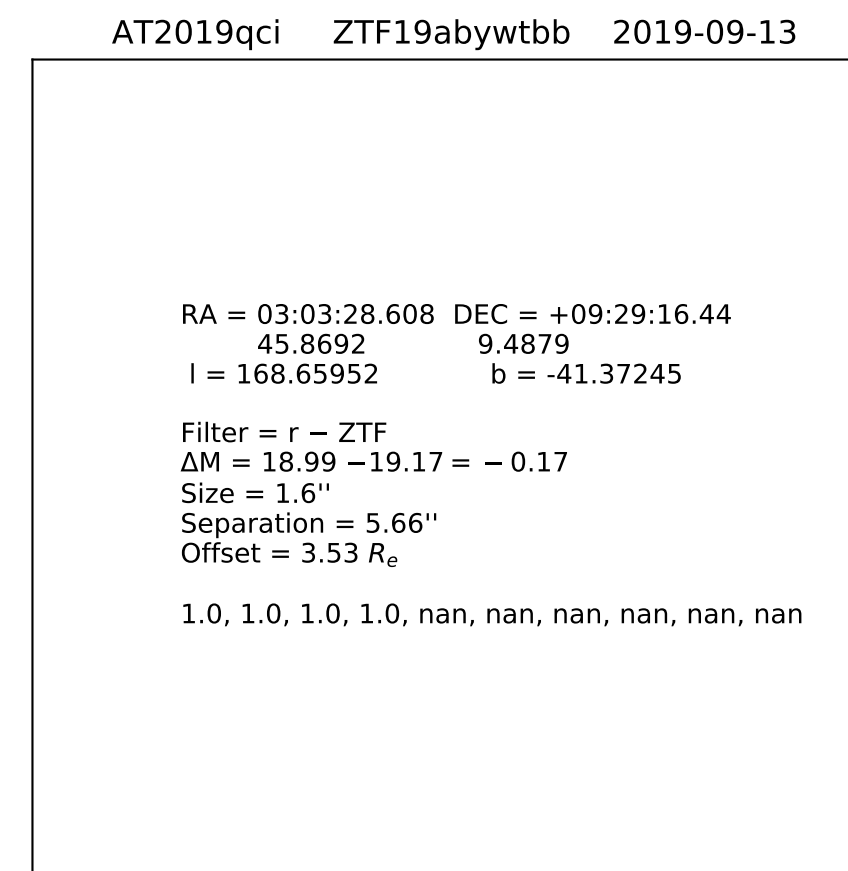 AT2019qci ZTF19abywtbb 2019-09-13
RA = 03:03:28.608 DEC = +09:29:16.44
45.8692 9.4879
l = 168.65952 b = -41.37245
Filter = r − ZTF
ΔM = 18.99 −19.17 = − 0.17
Size = 1.6''
Separation = 5.66''
Offset = 3.53 Rₑ
1.0, 1.0, 1.0, 1.0, nan, nan, nan, nan, nan, nan